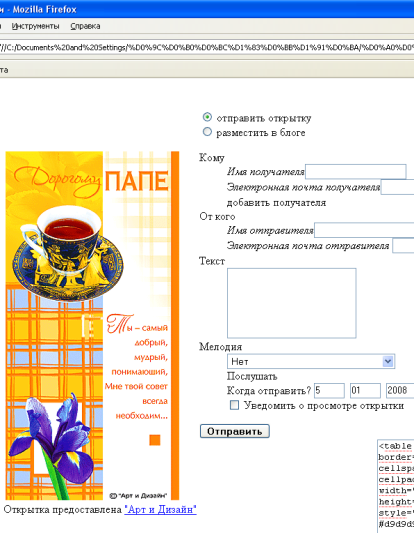 и - Mozilla Firefox
Инструменты Справка
//C:/Documents%20and%20Settings/%D0%9C%D0%B0%D0%BC%D1%83%D0%BB%D1%91%D0%BA/%D0%A0%D0
та
отправить открытку
разместить в блоге
Кому
Имя получателя
Электронная почта получателя
добавить получателя
От кого
Имя отправителя
Электронная почта отправителя
Текст
Мелодия
Нет
Послушать
Когда отправить? 5 01 2008
Уведомить о просмотре открытки
Отправить
Дорогому ПАПЕ
Ты – самый
добрый,
мудрый,
понимающий,
Мне твой совет
всегда
необходим...
© "Арт и Дизайн"
Открытка предоставлена "Арт и Дизайн"
<table
border=
cellspa
cellpad
width="
height=
style="
#d9d9d9